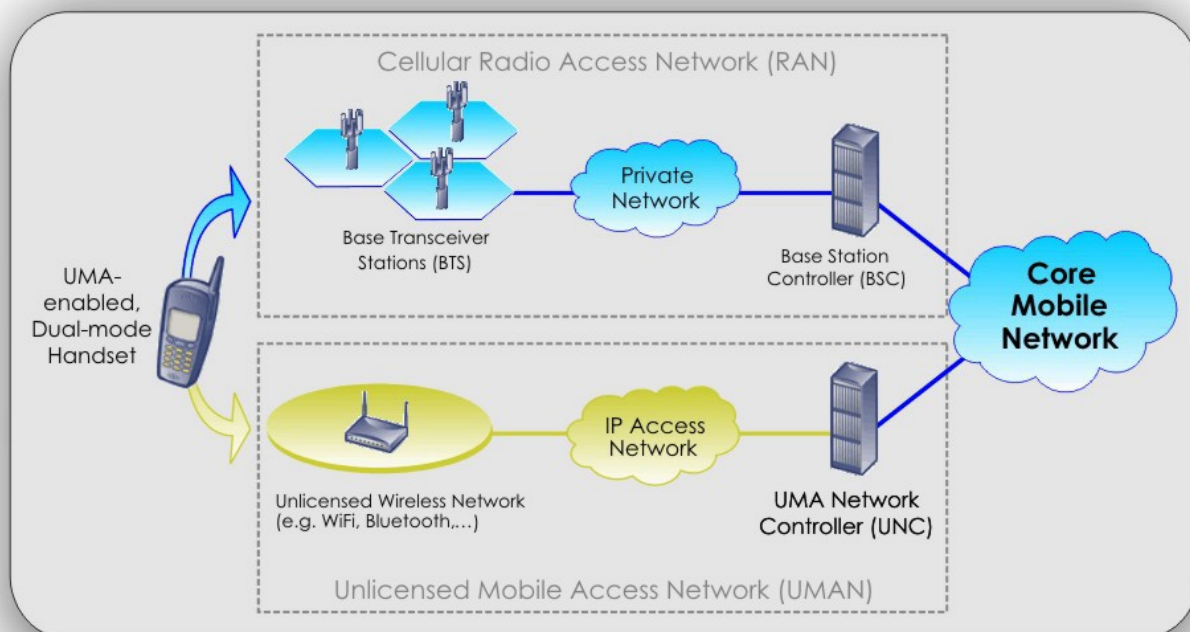 Cellular Radio Access Network (RAN)
Private
Network
Base Transceiver
Stations (BTS)
Base Station
Controller (BSC)
UMA-
enabled,
Dual-mode
Handset
Core
Mobile
Network
IP Access
Network
Unlicensed Wireless Network
(e.g. WiFi, Bluetooth,…)
UMA Network
Controller (UNC)
Unlicensed Mobile Access Network (UMAN)